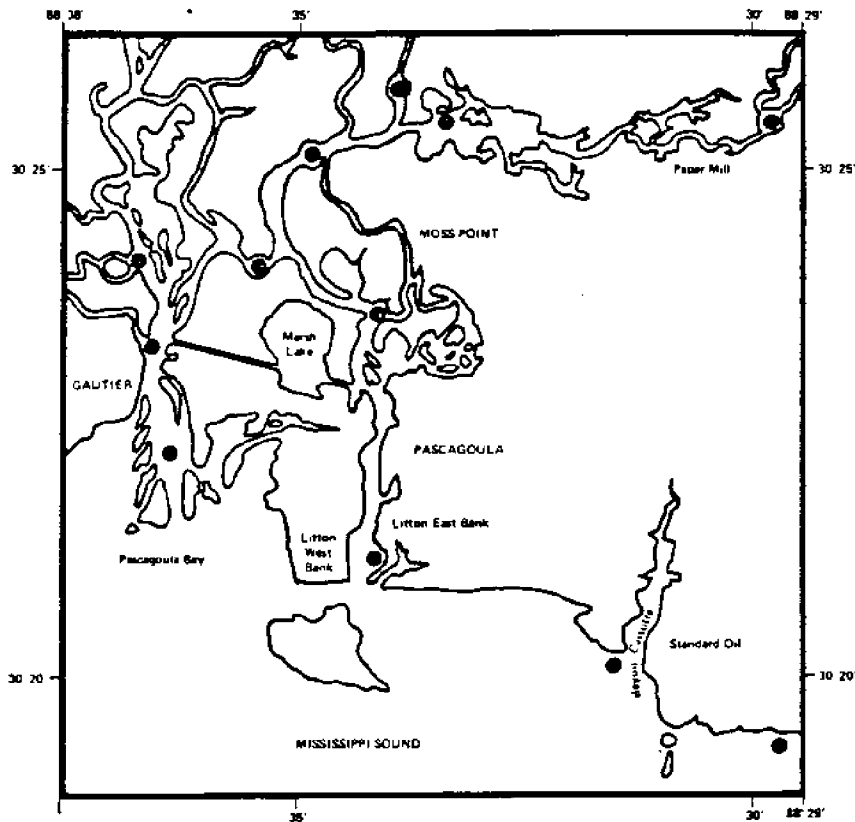 88 38' 35' 30' 88 29'
30 25' 30 25'
Paper Mill
MOSS POINT
Marsh
Lake
GAUTIER
PASCAGOULA
Litton East Bank
Litton
West
Bank
Pascagoula Bay
Bayou Casotte
Standard Oil
30 20' 30 20'
MISSISSIPPI SOUND
35' 30' 88 29'